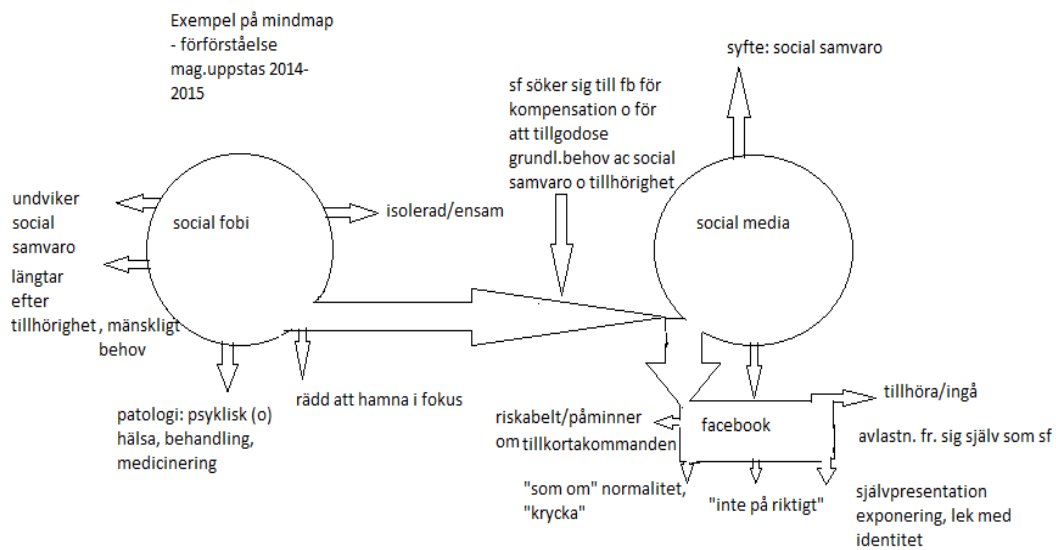 Exempel på mindmap
- förförståelse
mag.uppstas 2014-
2015
syfte: social samvaro
sf söker sig till fb för
kompensation o för
att tillgodose
grundl.behov ac social
samvaro o tillhörighet
undviker
social
samvaro
social fobi
isolerad/ensam
social media
längtar
efter
tillhörighet , mänskligt
behov
patologi: psyklisk (o)
hälsa, behandling,
medicinering
rädd att hamna i fokus
riskabelt/påminner
om tillkortakommanden
facebook
tillhöra/ingå
avlastn. fr. sig själv som sf
"som om" normalitet,
"krycka"
"inte på riktigt"
självpresentation
exponering, lek med
identitet